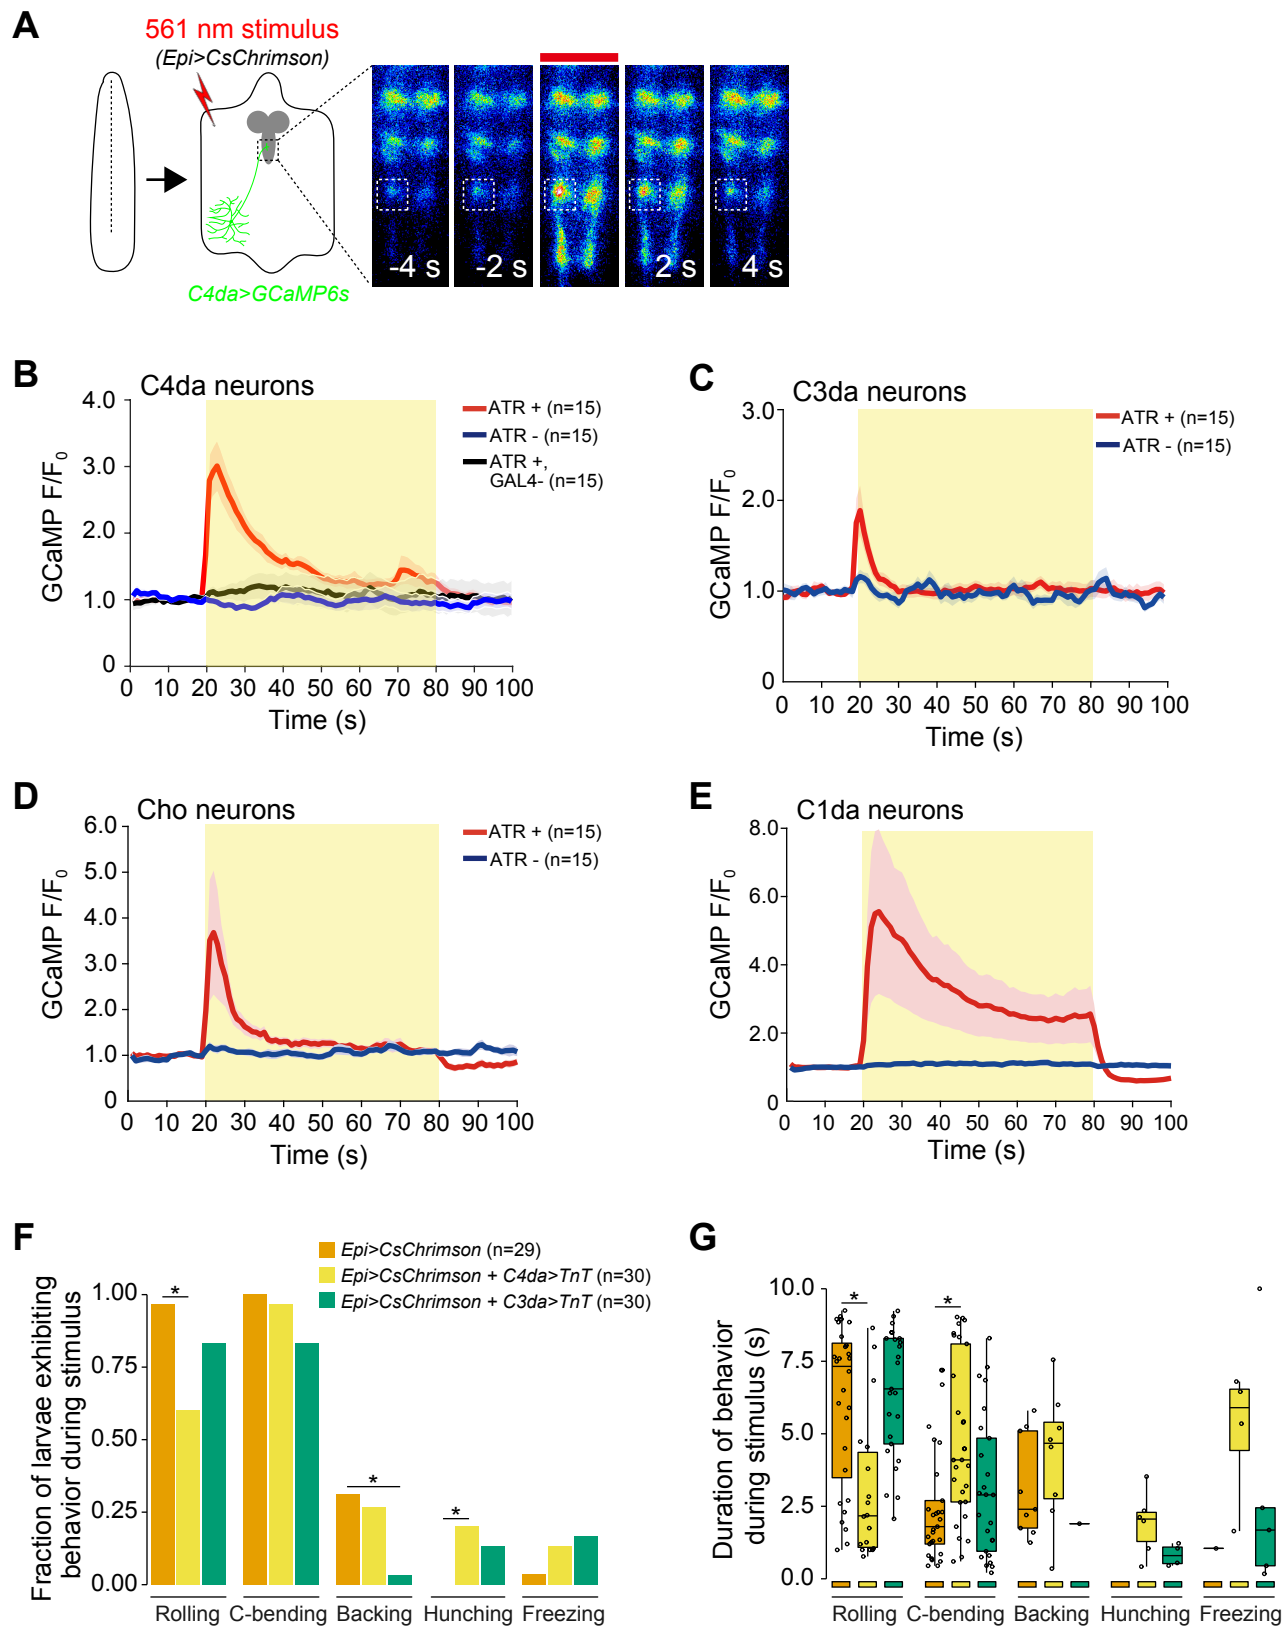 A
561 nm stimulus
(Epi>CsChrimson)
C4da>GCaMP6s
-4 s
-2 s
2 s
4 s
B
C4da neurons
GCaMP F/F0
4.0
3.0
2.0
1.0
0
0 10 20 30 40 50 60 70 80 90 100
Time (s)
ATR + (n=15)
ATR - (n=15)
ATR +,
GAL4- (n=15)
C
C3da neurons
GCaMP F/F0
3.0
2.0
1.0
0
0 10 20 30 40 50 60 70 80 90 100
Time (s)
ATR + (n=15)
ATR - (n=15)
D
Cho neurons
GCaMP F/F0
6.0
5.0
4.0
3.0
2.0
1.0
0
0 10 20 30 40 50 60 70 80 90 100
Time (s)
ATR + (n=15)
ATR - (n=15)
E
C1da neurons
GCaMP F/F0
8.0
6.0
4.0
2.0
0
0 10 20 30 40 50 60 70 80 90 100
Time (s)
F
Epi>CsChrimson (n=29)
Epi>CsChrimson + C4da>TnT (n=30)
Epi>CsChrimson + C3da>TnT (n=30)
Fraction of larvae exhibiting
behavior during stimulus
1.00
0.75
0.50
0.25
0.00
*
*
*
Rolling C-bending Backing Hunching Freezing
G
Duration of behavior
during stimulus (s)
10.0
7.5
5.0
2.5
0.0
*
*
Rolling C-bending Backing Hunching Freezing